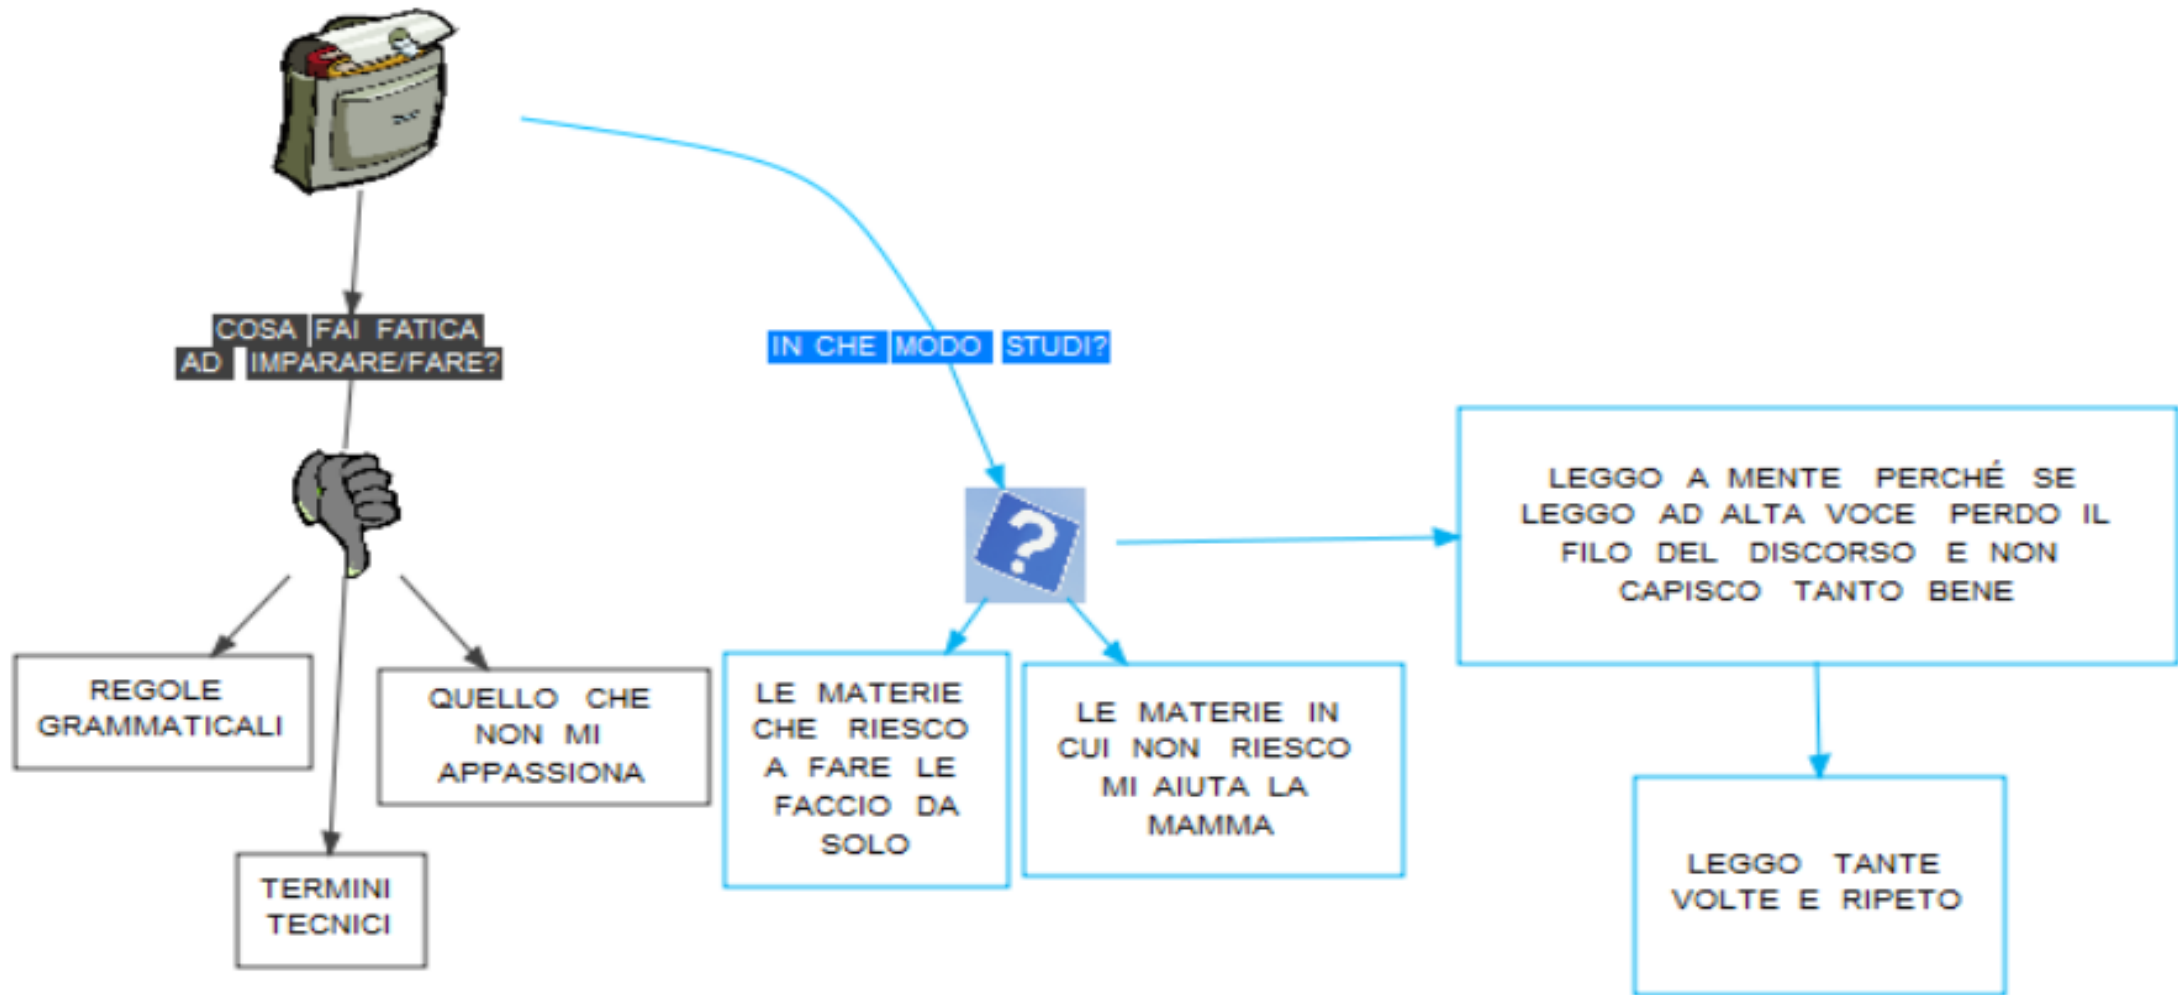 COSA FAI FATICA
AD IMPARARE/FARE?
REGOLE
GRAMMATICALI
TERMINI
TECNICI
QUELLO CHE
NON MI
APPASSIONA
IN CHE MODO STUDI?
?
LE MATERIE
CHE RIESCO
A FARE LE
FACCIO DA
SOLO
LE MATERIE IN
CUI NON RIESCO
MI AIUTA LA
MAMMA
LEGGO A MENTE PERCHÉ SE
LEGGO AD ALTA VOCE PERDO IL
FILO DEL DISCORSO E NON
CAPISCO TANTO BENE
LEGGO TANTE
VOLTE E RIPETO